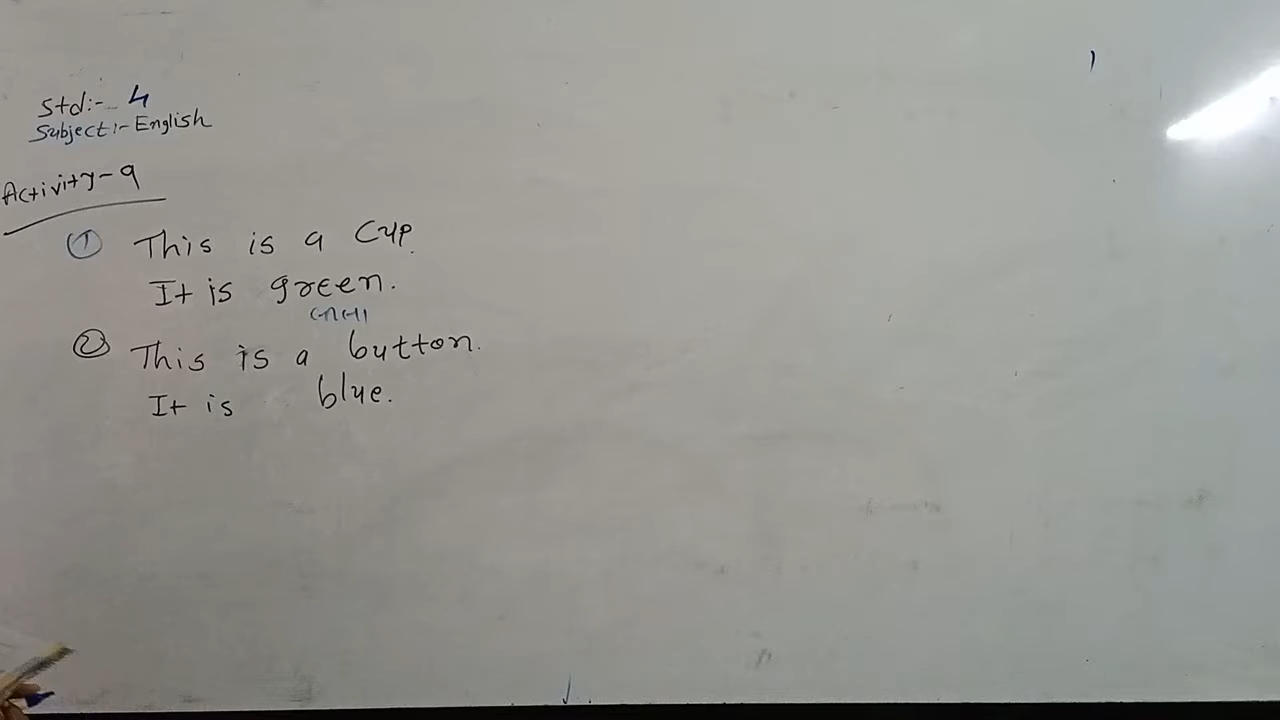 Std:- 4
Subject:- English
Activity-9
① This is a Cup.
It is green.
② This is a button.
It is blue.